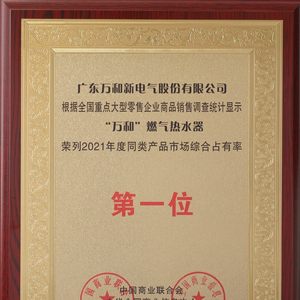 广东万和新电气股份有限公司
根据全国重点大型零售企业商品销售调查统计显示
“万和”燃气热水器
荣列2021年度同类产品市场综合占有率
第一位
中国商业联合会